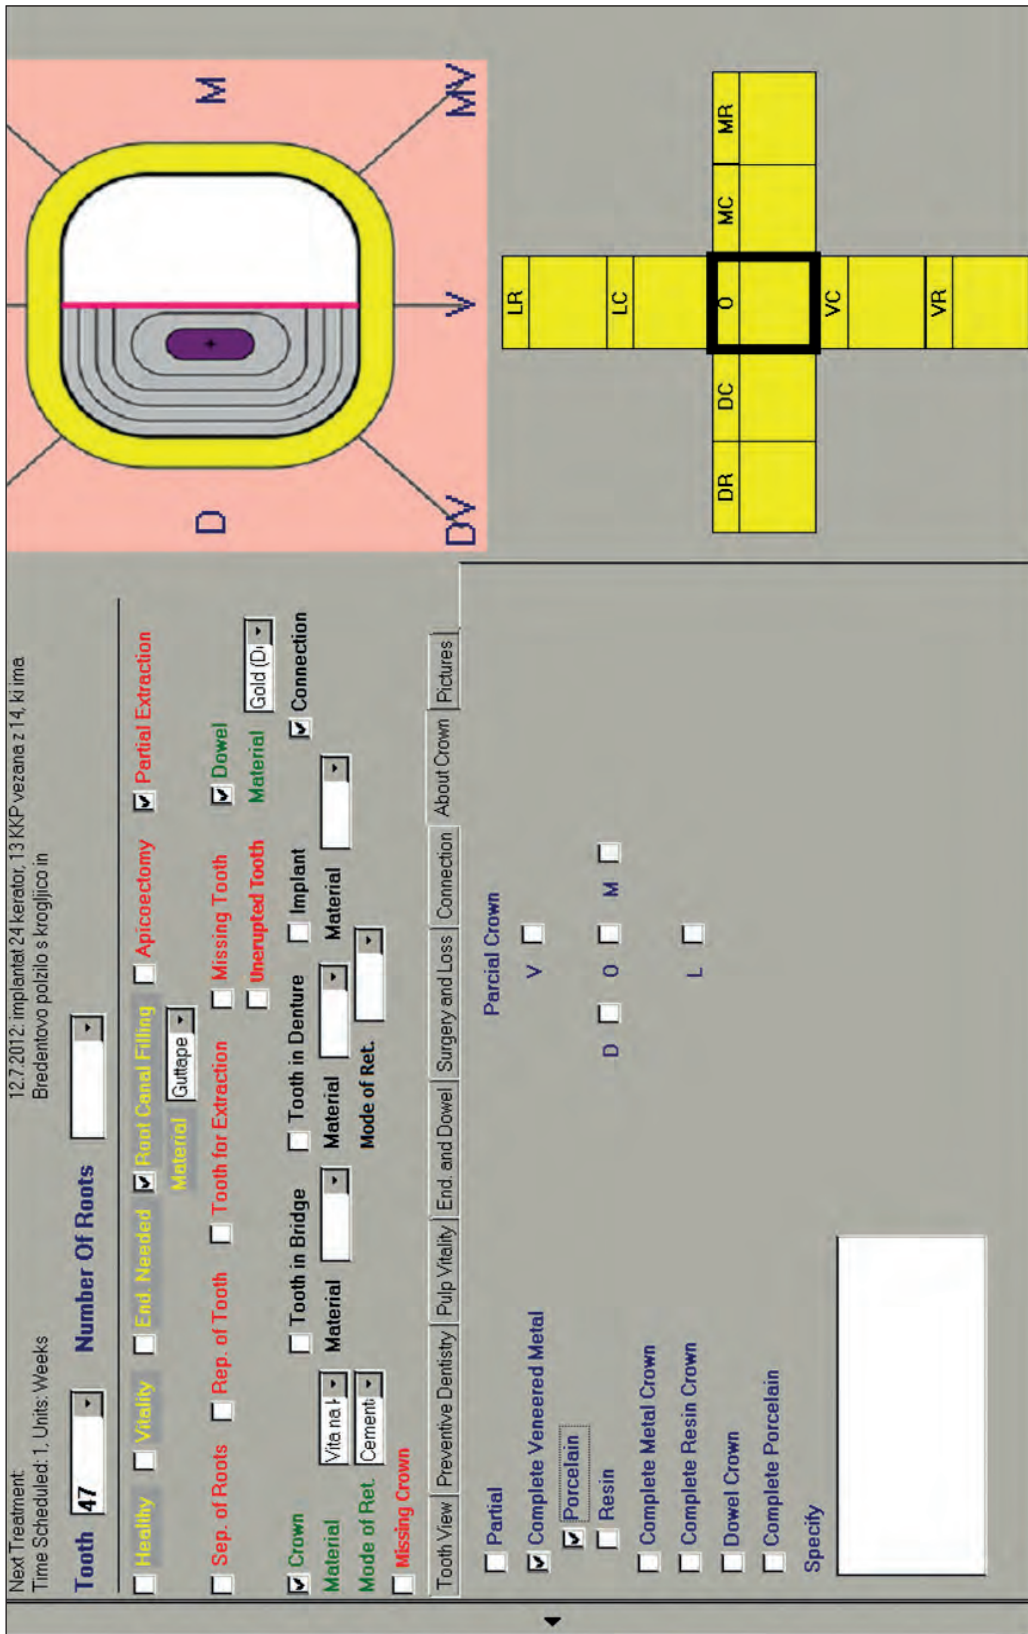 Next Treatment:
12.7.2012: implantat 24 kerator, 13 KKP vezana z 14, ki ima
Time Scheduled: 1, Units: Weeks
Bredentovo polzilo s krogljico in
Tooth 47 Number Of Roots
Healthy Vitality End. Needed Root Canal Filling Apicoectomy Partial Extraction
Material Guttape
Sep. of Roots Rep. of Tooth Tooth for Extraction Missing Tooth Dowel
Unerupted Tooth Material Gold (D
Crown Tooth in Bridge Tooth in Denture Implant Connection
Material Vita na Material Material Material
Mode of Ret. Cement Mode of Ret.
Missing Crown
Tooth View Preventive Dentistry Pulp Vitality End. and Dowel Surgery and Loss Connection About Crown Pictures
Partial
Parcial Crown
Complete Veneered Metal
V
Porcelain
Resin
D O M
Complete Metal Crown
Complete Resin Crown
L
Dowel Crown
Complete Porcelain
Specify
D M
DV V MV
LR
LC
DR DC O MC MR
VC
VR